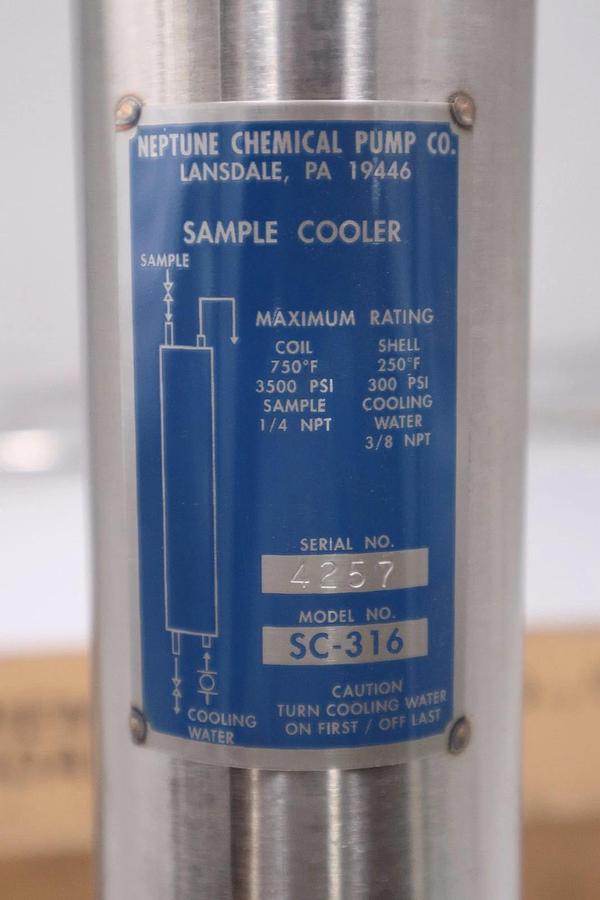 NEPTUNE CHEMICAL PUMP CO.
LANSDALE, PA 19446
SAMPLE COOLER
SAMPLE
MAXIMUM RATING
COIL
750°F
3500 PSI
SAMPLE
1/4 NPT
SHELL
250°F
300 PSI
COOLING
WATER
3/8 NPT
SERIAL NO.
4257
MODEL NO.
SC-316
CAUTION
TURN COOLING WATER
ON FIRST / OFF LAST
COOLING
WATER